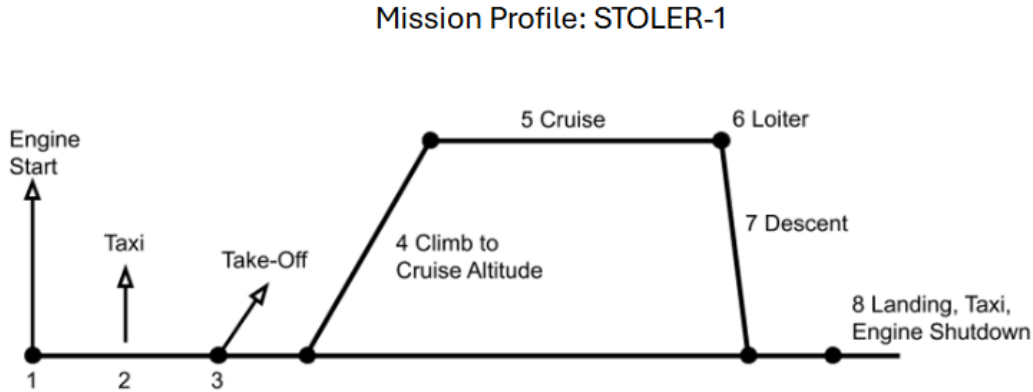 Mission Profile: STOLER-1
Engine
Start
Taxi
Take-Off
4 Climb to
Cruise Altitude
5 Cruise
6 Loiter
7 Descent
8 Landing, Taxi,
Engine Shutdown
1
2
3